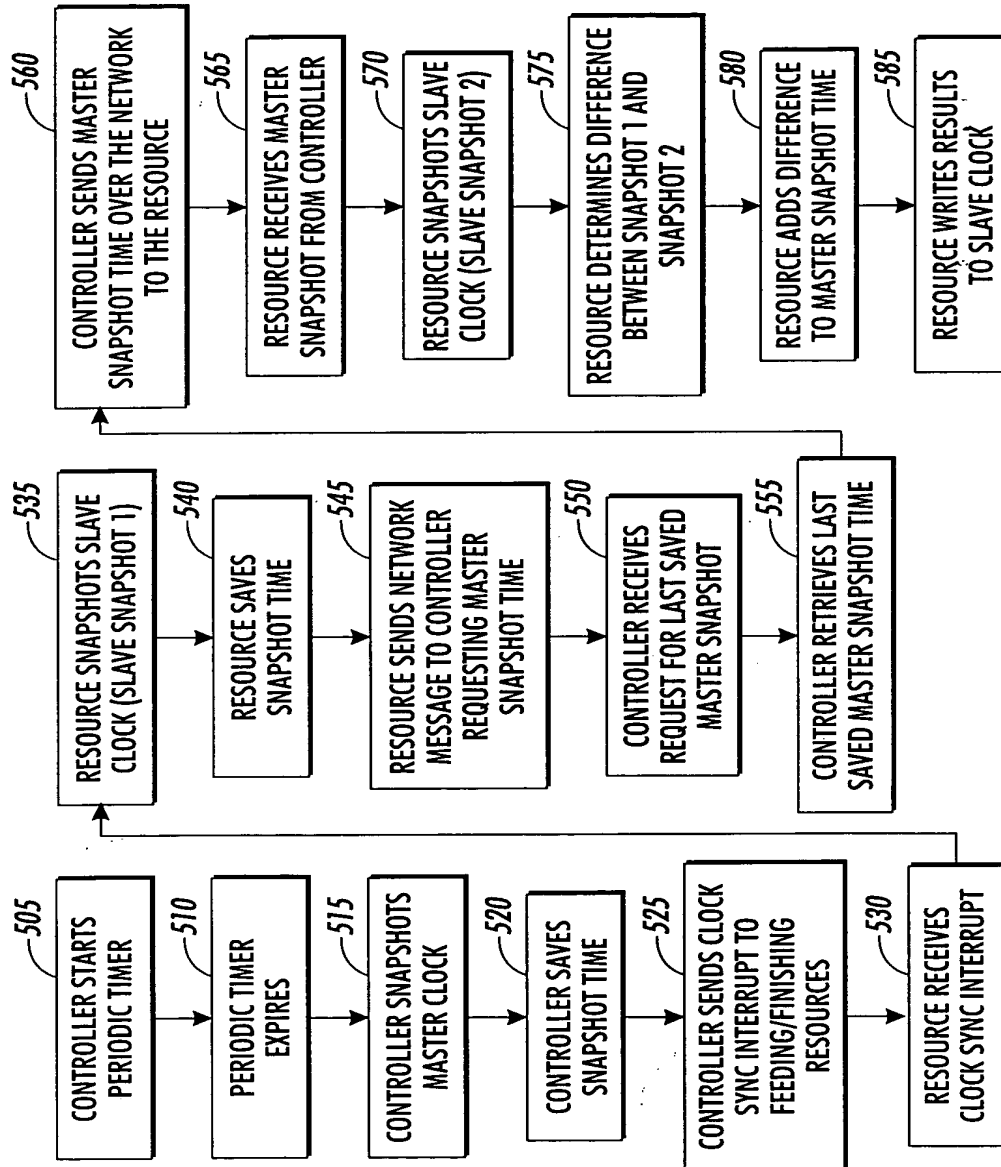 505
CONTROLLER STARTS
PERIODIC TIMER
510
PERIODIC TIMER
EXPIRES
515
CONTROLLER SNAPSHOTS
MASTER CLOCK
520
CONTROLLER SAVES
SNAPSHOT TIME
525
CONTROLLER SENDS CLOCK
SYNC INTERRUPT TO
FEEDING/FINISHING
RESOURCES
530
RESOURCE RECEIVES
CLOCK SYNC INTERRUPT
535
RESOURCE SNAPSHOTS SLAVE
CLOCK (SLAVE SNAPSHOT 1)
540
RESOURCE SAVES
SNAPSHOT TIME
545
RESOURCE SENDS NETWORK
MESSAGE TO CONTROLLER
REQUESTING MASTER
SNAPSHOT TIME
550
CONTROLLER RECEIVES
REQUEST FOR LAST SAVED
MASTER SNAPSHOT
555
CONTROLLER RETRIEVES LAST
SAVED MASTER SNAPSHOT TIME
560
CONTROLLER SENDS MASTER
SNAPSHOT TIME OVER THE NETWORK
TO THE RESOURCE
565
RESOURCE RECEIVES MASTER
SNAPSHOT FROM CONTROLLER
570
RESOURCE SNAPSHOTS SLAVE
CLOCK (SLAVE SNAPSHOT 2)
575
RESOURCE DETERMINES DIFFERENCE
BETWEEN SNAPSHOT 1 AND
SNAPSHOT 2
580
RESOURCE ADDS DIFFERENCE
TO MASTER SNAPSHOT TIME
585
RESOURCE WRITES RESULTS
TO SLAVE CLOCK